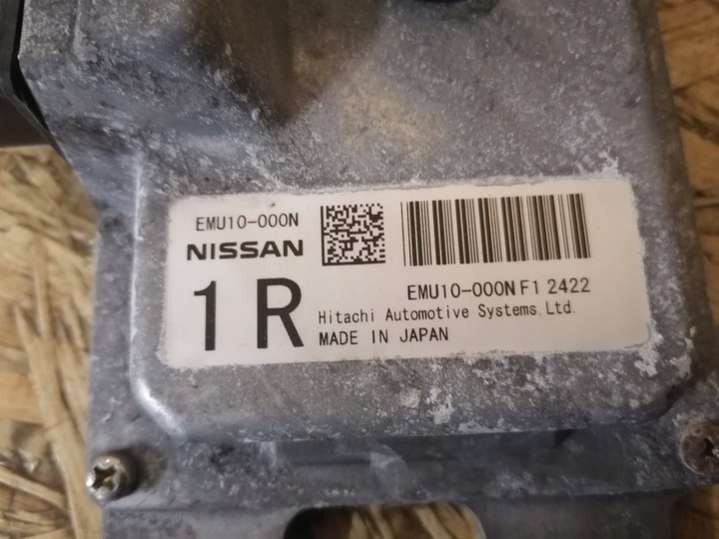 EMU10-000N
NISSAN
1R
EMU10-000N F1 2422
Hitachi Automotive Systems.Ltd.
MADE IN JAPAN